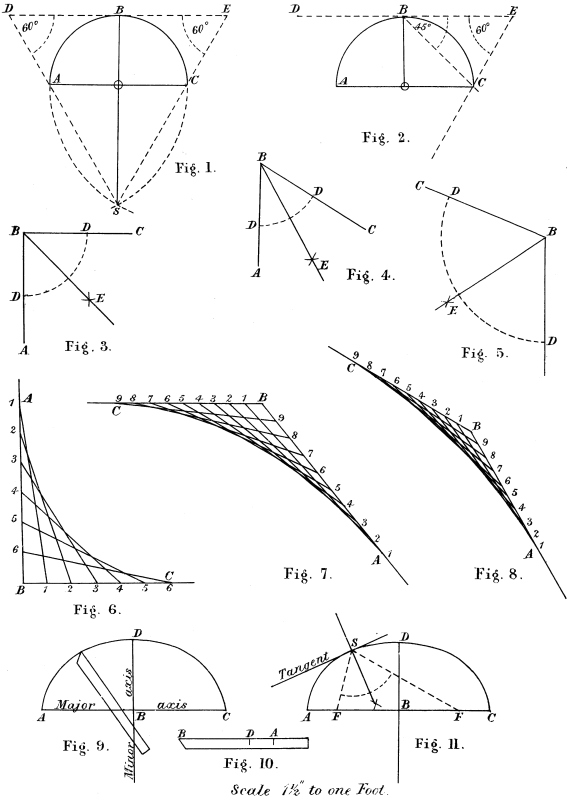 D B E
60° 60°
A C
S
Fig. 1.
D B E
45° 60°
A C
Fig. 2.
B D C
D
E
A
Fig. 3.
B
D
D
C
A
E
Fig. 4.
C D
B
E
D
Fig. 5.
1 A
2
3
4
5
6
B 1 2 3 4 5 6
C
Fig. 6.
9 8 7 6 5 4 3 2 1 B
C
9
8
7
6
5
4
3
2
A 1
Fig. 7.
9
C 8 7 6 5 4 3 2 1 B
9
8
7
6
5
4
3
2
A 1
Fig. 8.
D
axis
A Major B axis C
Minor
Fig. 9.
B D A
Fig. 10.
S D
Tangent
A F B F C
Fig. 11.
Scale 1½" to one Foot.